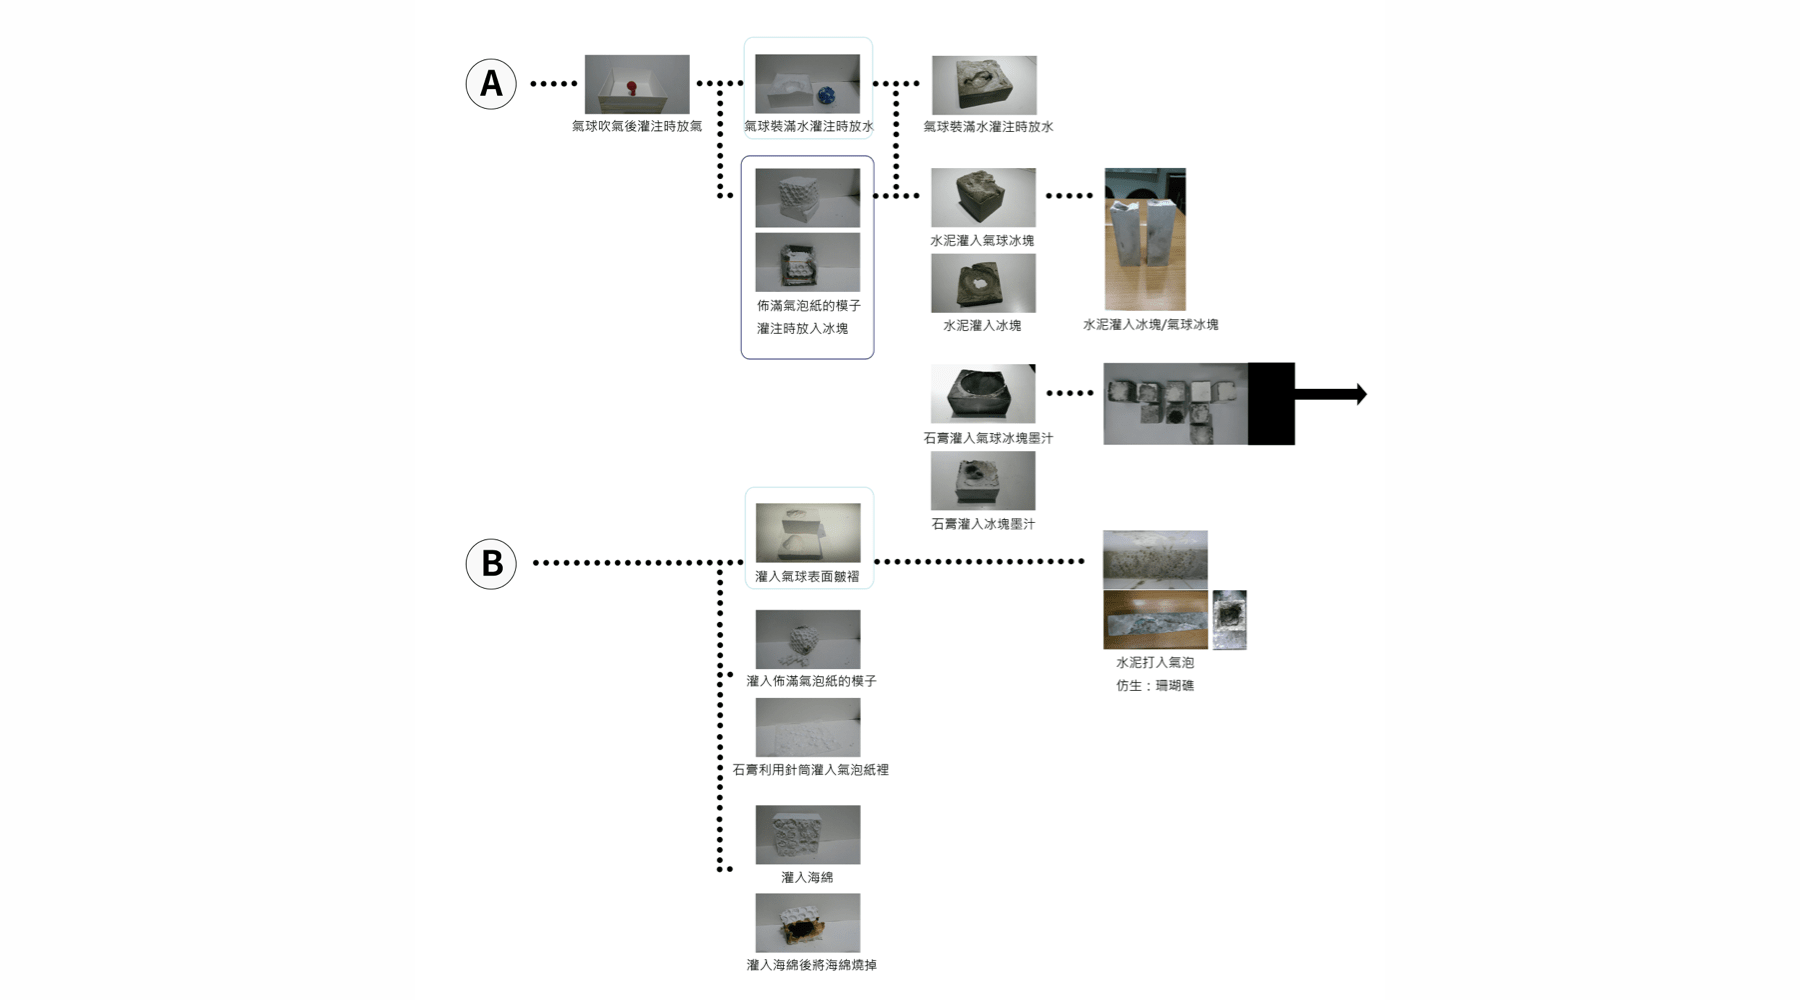 A
氣球吹氣後灌注時放氣
氣球裝滿水灌注時放水
氣球裝滿水灌注時放水
佈滿氣泡紙的模子
灌注時放入冰塊
水泥灌入氣球冰塊
水泥灌入冰塊
水泥灌入冰塊/氣球冰塊
石膏灌入氣球冰塊墨汁
石膏灌入冰塊墨汁
B
灌入氣球表面皺褶
灌入佈滿氣泡紙的模子
石膏利用針筒灌入氣泡紙裡
灌入海綿
灌入海綿後將海綿燒掉
水泥打入氣泡
仿生：珊瑚礁